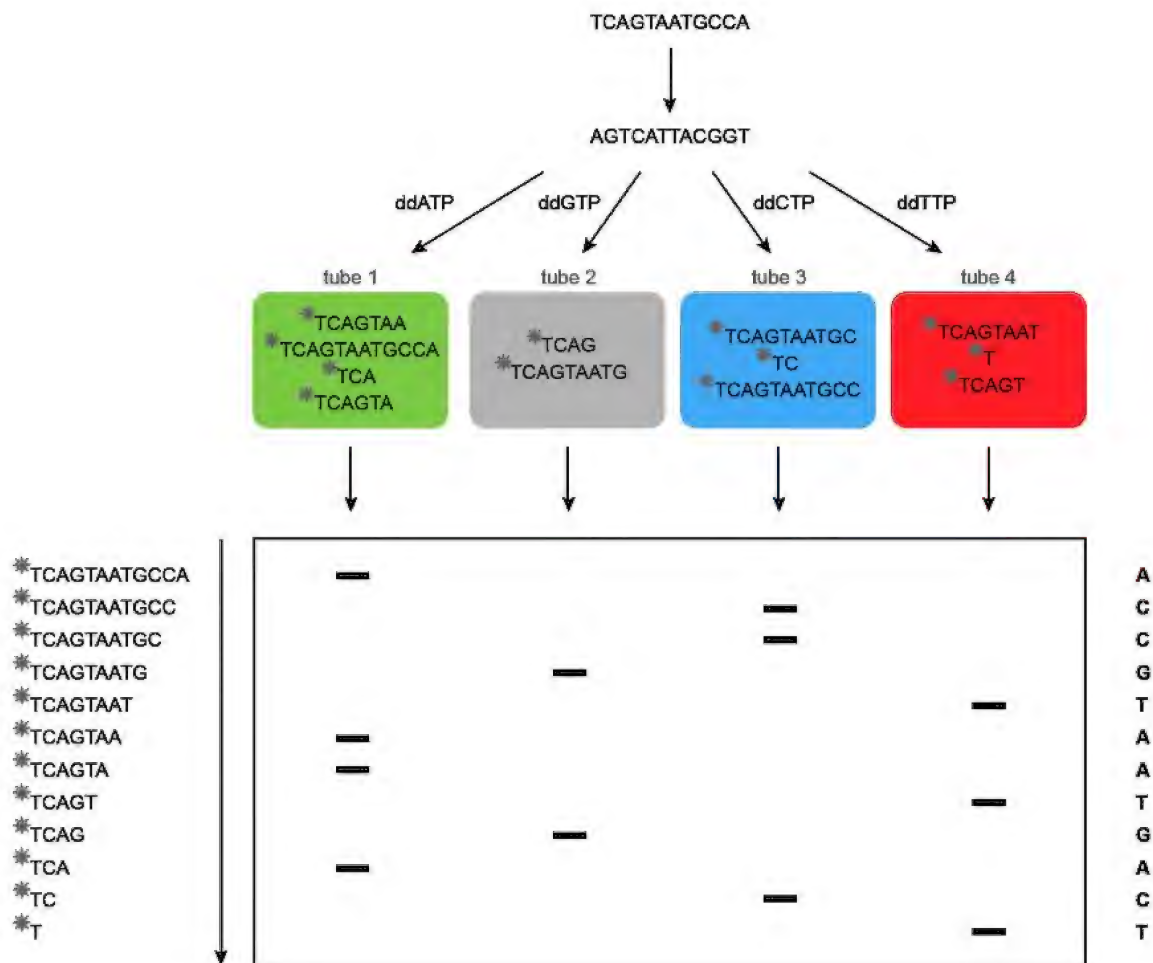 TCAGTAATGCCA
AGTCATTACGGT
ddATP ddGTP ddCTP ddTTP
tube 1 tube 2 tube 3 tube 4
*TCAGTAA
*TCAGTAATGCCA
*TCA
*TCAGTA
*TCAG
*TCAGTAATG
*TCAGTAATGC
*TC
*TCAGTAATGCC
*TCAGTAAT
*T
*TCAGT
*TCAGTAATGCCA A
*TCAGTAATGCC C
*TCAGTAATGC C
*TCAGTAATG G
*TCAGTAAT T
*TCAGTAA A
*TCAGTA A
*TCAGT T
*TCAG G
*TCA A
*TC C
*T T